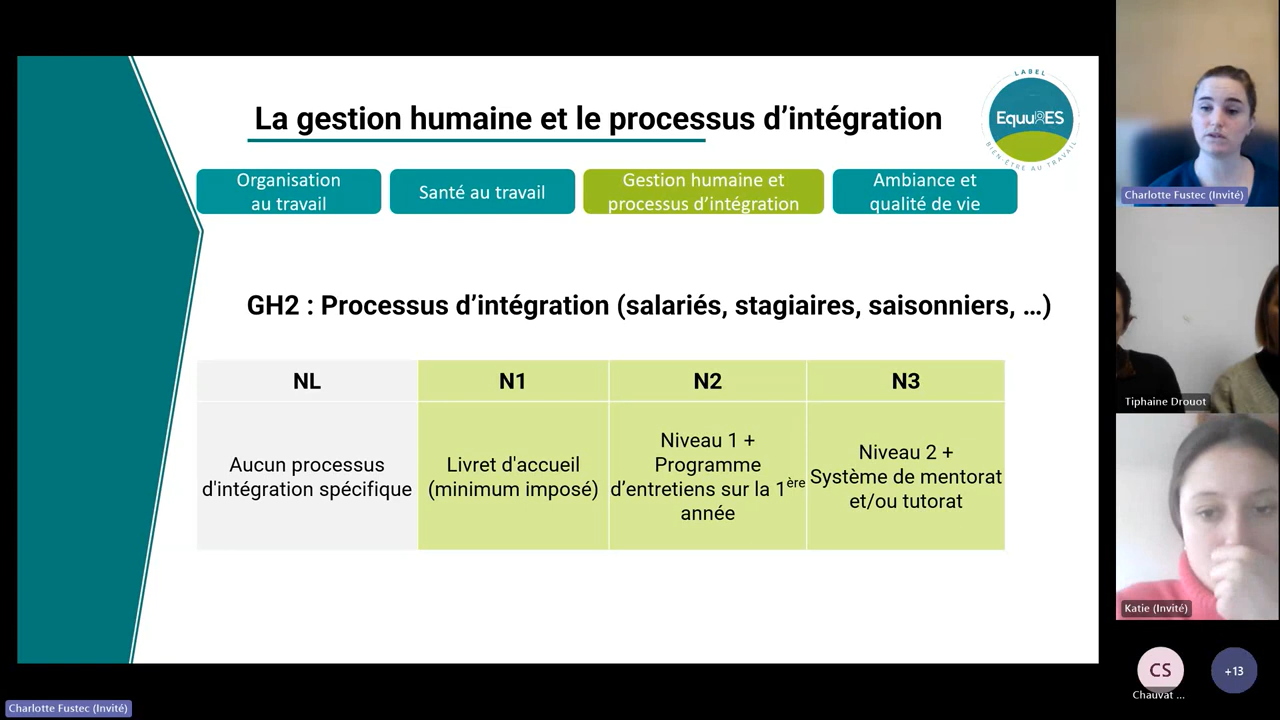 La gestion humaine et le processus d’intégration
LABEL
EquuRES
BIEN-ÊTRE AU TRAVAIL
Organisation
au travail
Santé au travail
Gestion humaine et
processus d’intégration
Ambiance et
qualité de vie
GH2 : Processus d’intégration (salariés, stagiaires, saisonniers, …)
NL
N1
N2
N3
Aucun processus
d'intégration spécifique
Livret d'accueil
(minimum imposé)
Niveau 1 +
Programme
d’entretiens sur la 1ère
année
Niveau 2 +
Système de mentorat
et/ou tutorat
Charlotte Fustec (Invité)
Tiphaine Drouot
Katie (Invité)
CS
Chauvat ...
+13
Charlotte Fustec (Invité)